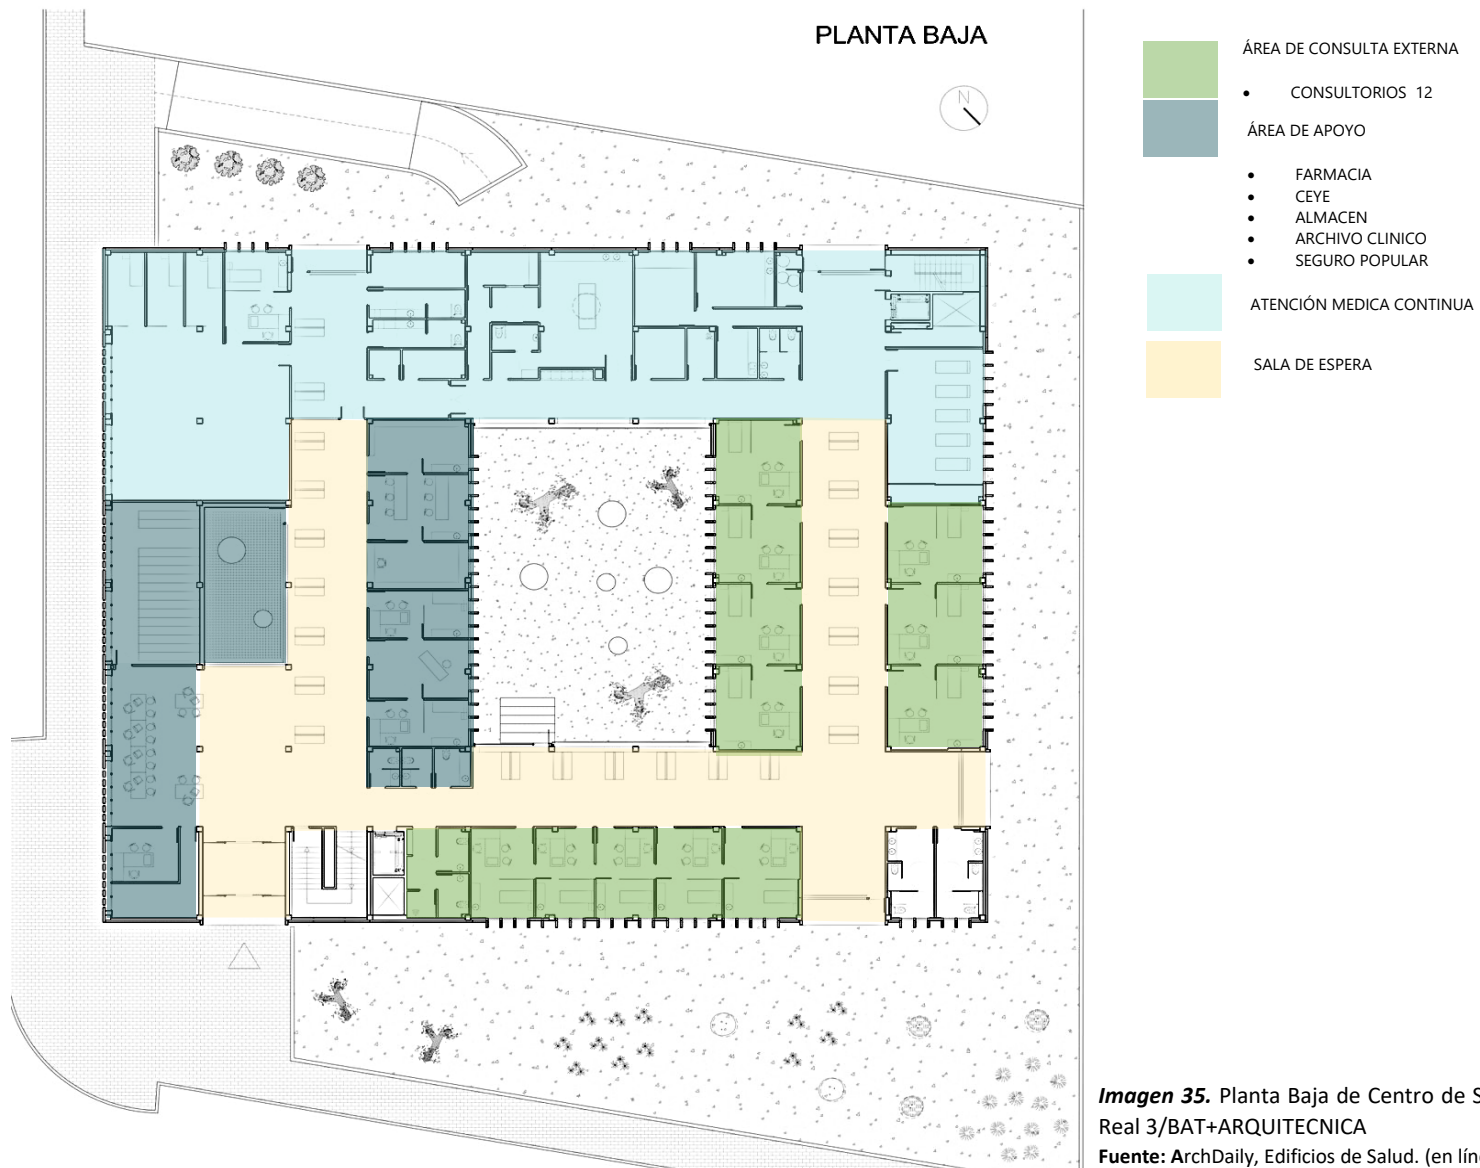 PLANTA BAJA
N
ÁREA DE CONSULTA EXTERNA
• CONSULTORIOS 12
ÁREA DE APOYO
• FARMACIA
• CEYE
• ALMACEN
• ARCHIVO CLINICO
• SEGURO POPULAR
ATENCIÓN MEDICA CONTINUA
SALA DE ESPERA
Imagen 35. Planta Baja de Centro de S
Real 3/BAT+ARQUITECNICA
Fuente: ArchDaily, Edificios de Salud. (en lín